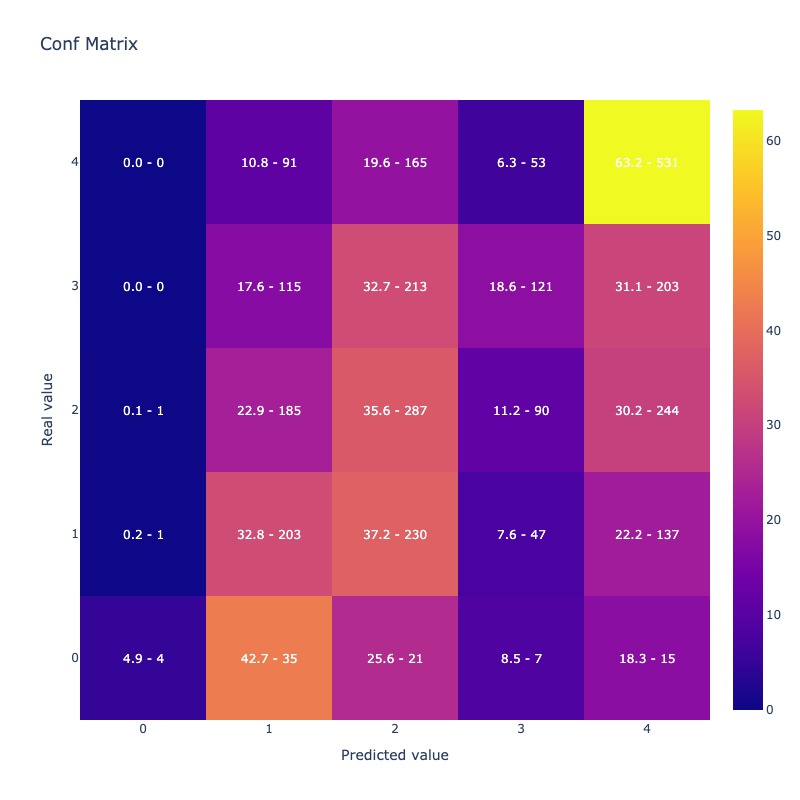 Conf Matrix
4 0.0 - 0 10.8 - 91 19.6 - 165 6.3 - 53 63.2 - 531
3 0.0 - 0 17.6 - 115 32.7 - 213 18.6 - 121 31.1 - 203
2 0.1 - 1 22.9 - 185 35.6 - 287 11.2 - 90 30.2 - 244
1 0.2 - 1 32.8 - 203 37.2 - 230 7.6 - 47 22.2 - 137
0 4.9 - 4 42.7 - 35 25.6 - 21 8.5 - 7 18.3 - 15
0 1 2 3 4
Predicted value
Real value
60
50
40
30
20
10
0